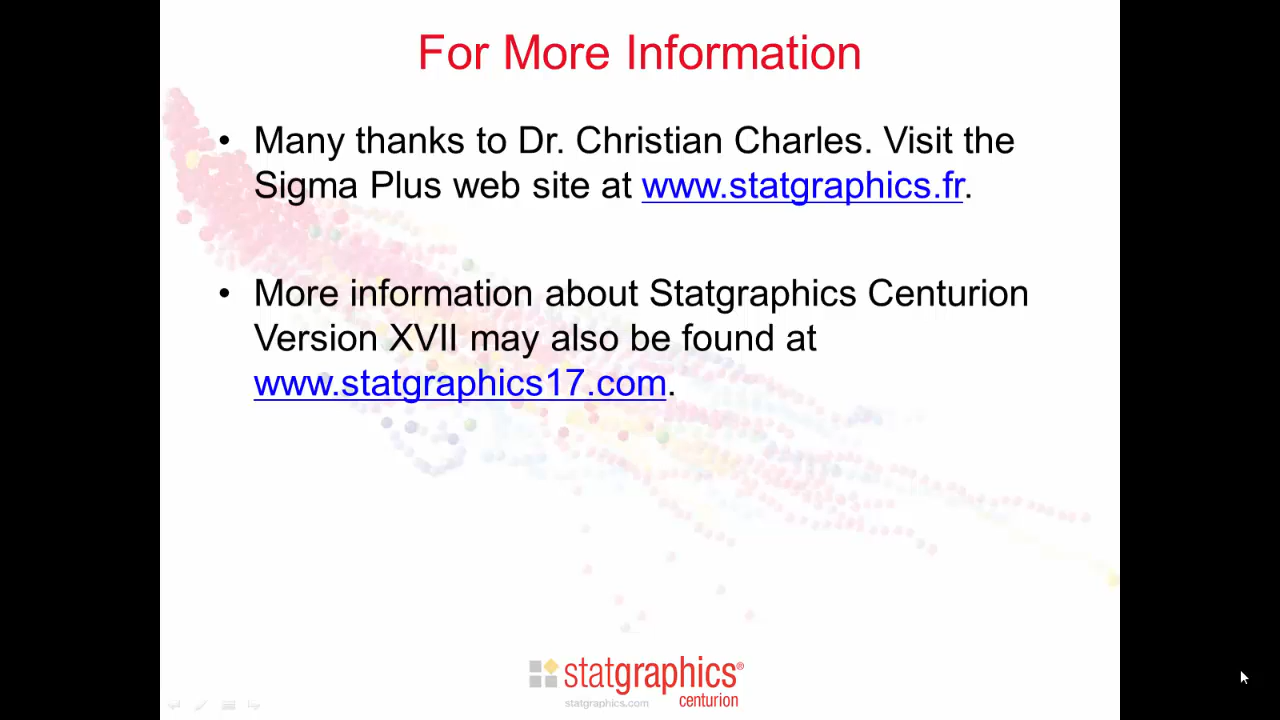 For More Information
• Many thanks to Dr. Christian Charles. Visit the
Sigma Plus web site at www.statgraphics.fr.
• More information about Statgraphics Centurion
Version XVII may also be found at
www.statgraphics17.com.
statgraphics®
centurion
statgraphics.com